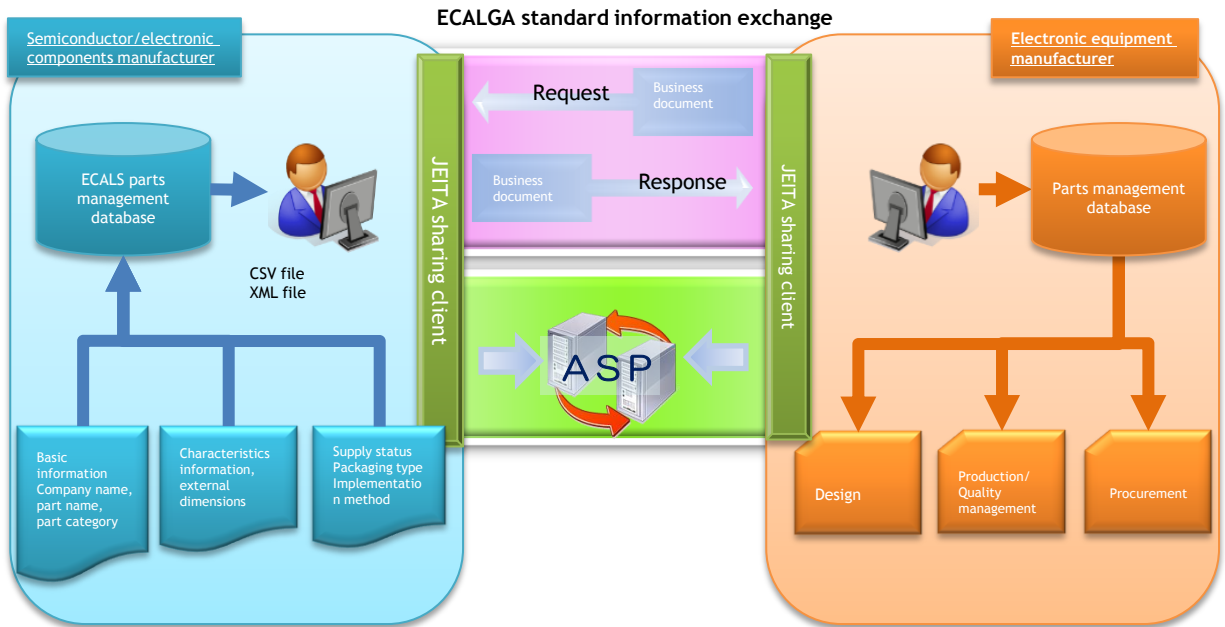 ECALGA standard information exchange
Semiconductor/electronic
components manufacturer
Electronic equipment
manufacturer
Request
Business
document
Business
document
Response
JEITA sharing client
JEITA sharing client
ECALS parts
management
database
CSV file
XML file
Parts management
database
ASP
Basic
information
Company name,
part name,
part category
Characteristics
information,
external
dimensions
Supply status
Packaging type
Implementatio
n method
Design
Production/
Quality
management
Procurement